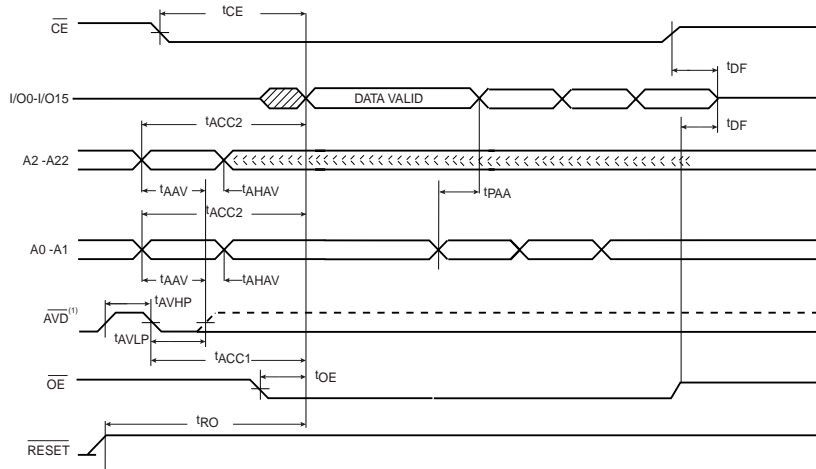 tCE
CE
tDF
I/O0-I/O15
DATA VALID
tACC2
tDF
A2 -A22
tAAV
tAHAV
tPAA
tACC2
A0 -A1
tAAV
tAHAV
tAVHP
AVD(1)
tAVLP
tACC1
tOE
OE
tRO
RESET